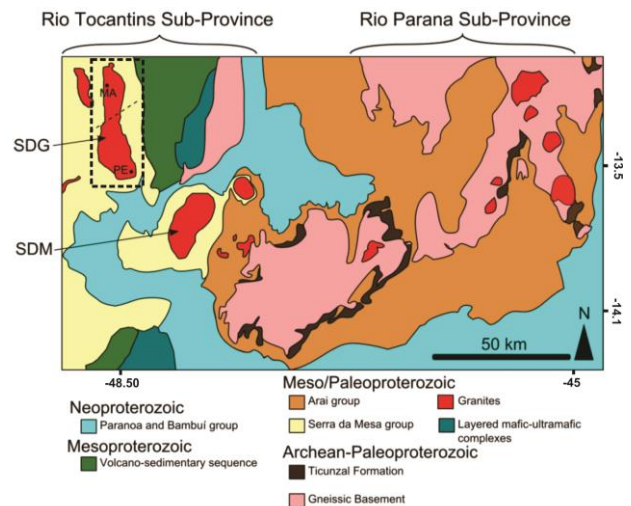 Rio Tocantins Sub-Province
Rio Parana Sub-Province
MA
SDG
PE
-13.5
SDM
N
-14.1
50 km
-48.50
-45
Neoproterozoic
Paranoa and Bambuí group
Mesoproterozoic
Volcano-sedimentary sequence
Meso/Paleoproterozoic
Arai group
Granites
Serra da Mesa group
Layered mafic-ultramafic
complexes
Archean-Paleoproterozoic
Ticunzal Formation
Gneissic Basement